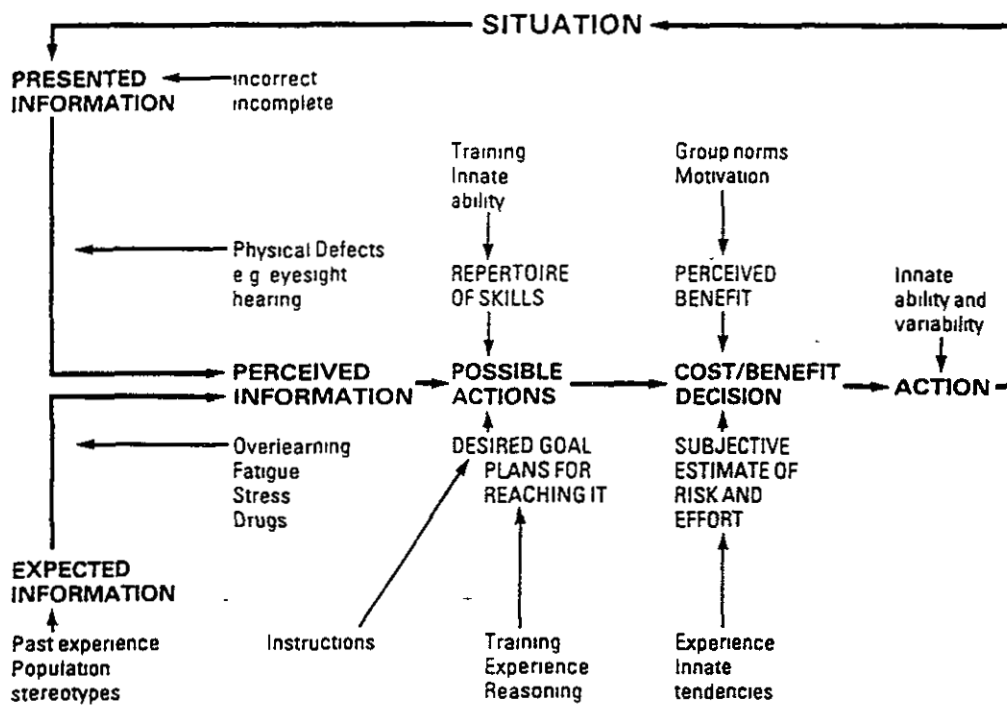 SITUATION
PRESENTED
INFORMATION
Incorrect
incomplete
Training
Innate
ability
Group norms
Motivation
Physical Defects
e g eyesight
hearing
REPERTOIRE
OF SKILLS
PERCEIVED
BENEFIT
Innate
ability and
variability
PERCEIVED
INFORMATION
POSSIBLE
ACTIONS
COST/BENEFIT
DECISION
ACTION
Overlearning
Fatigue
Stress
Drugs
DESIRED GOAL
PLANS FOR
REACHING IT
SUBJECTIVE
ESTIMATE OF
RISK AND
EFFORT
EXPECTED
INFORMATION
Past experience
Population
stereotypes
Instructions
Training
Experience
Reasoning
Experience
Innate
tendencies